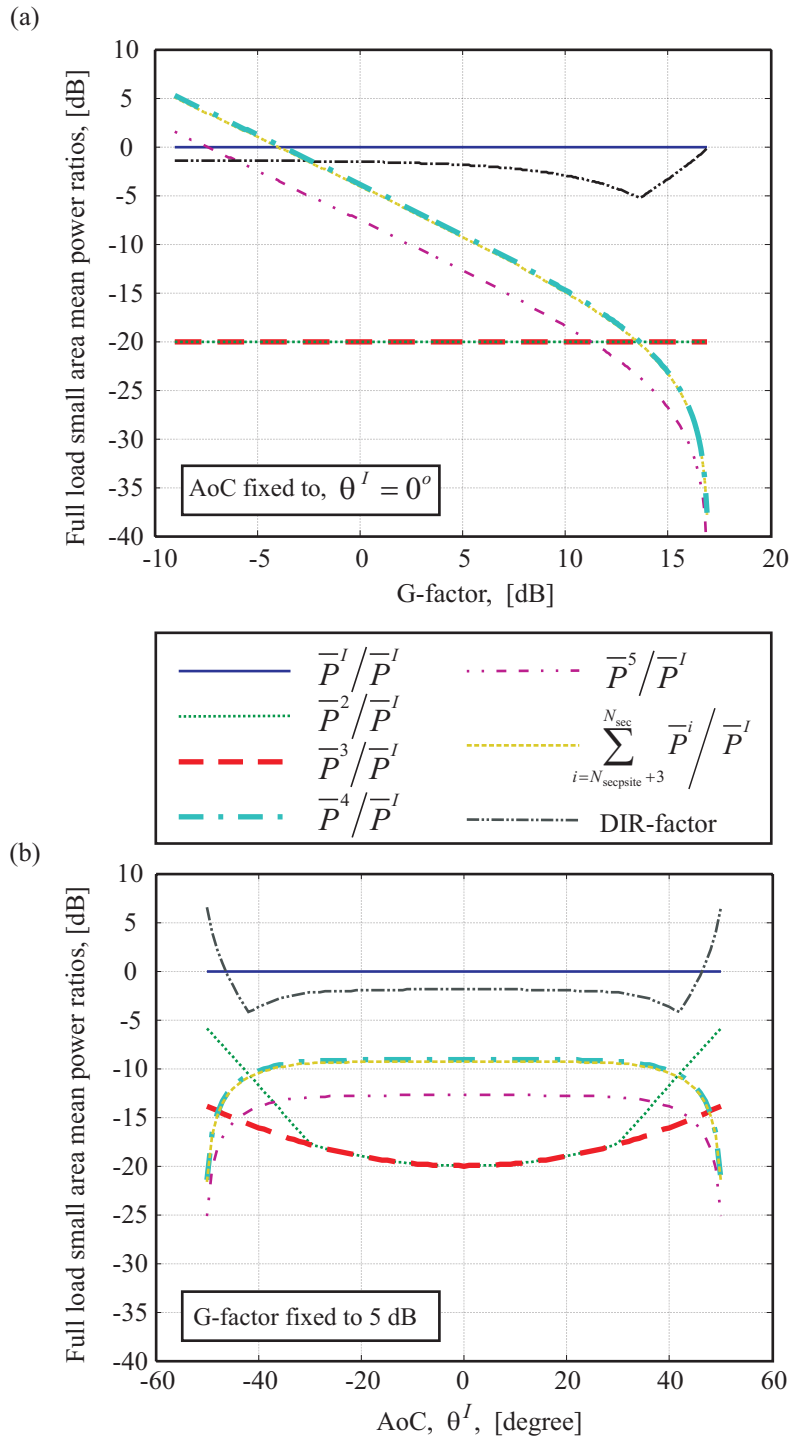 (a)
Full load small area mean power ratios, [dB]
10
5
0
-5
-10
-15
-20
-25
-30
-35
-40
AoC fixed to, θ^I = 0^o
-10 -5 0 5 10 15 20
G-factor, [dB]
P̅^I / P̅^I
P̅^2 / P̅^I
P̅^3 / P̅^I
P̅^4 / P̅^I
P̅^5 / P̅^I
∑_{i=N_secpsite+3}^{N_sec} P̅^i / P̅^I
DIR-factor
(b)
Full load small area mean power ratios, [dB]
10
5
0
-5
-10
-15
-20
-25
-30
-35
-40
G-factor fixed to 5 dB
-60 -40 -20 0 20 40 60
AoC, θ^I, [degree]